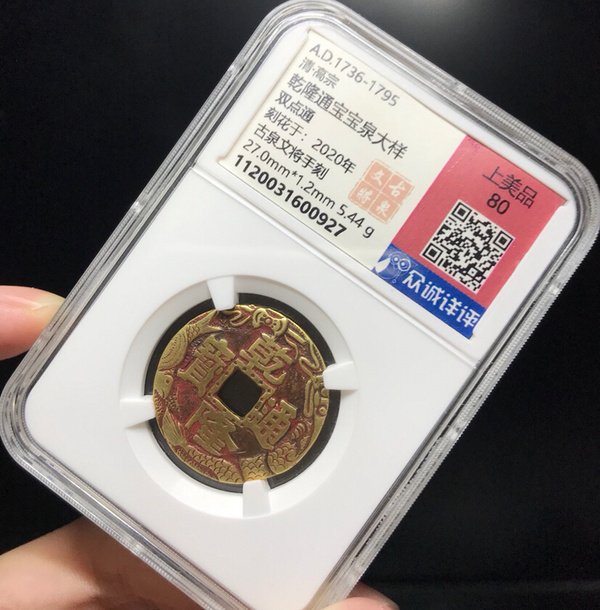 A.D.1736-1795
清·高宗
乾隆通宝宝泉大样
双点通
刻花于：2020年
古泉文将手刻
27.0mm*1.2mm 5.44 g
1120031600927
古泉
文将
上美品
80
众诚详评
乾隆通寶